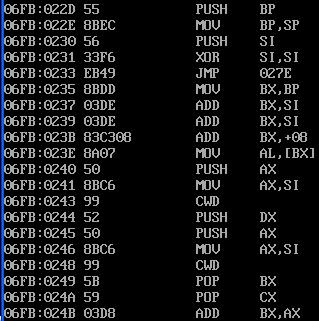 06FB:022D 55 PUSH BP
06FB:022E 8BEC MOV BP,SP
06FB:0230 56 PUSH SI
06FB:0231 33F6 XOR SI,SI
06FB:0233 EB49 JMP 027E
06FB:0235 8BDD MOV BX,BP
06FB:0237 03DE ADD BX,SI
06FB:0239 03DE ADD BX,SI
06FB:023B 83C308 ADD BX,+08
06FB:023E 8A07 MOV AL,[BX]
06FB:0240 50 PUSH AX
06FB:0241 8BC6 MOV AX,SI
06FB:0243 99 CWD
06FB:0244 52 PUSH DX
06FB:0245 50 PUSH AX
06FB:0246 8BC6 MOV AX,SI
06FB:0248 99 CWD
06FB:0249 5B POP BX
06FB:024A 59 POP CX
06FB:024B 03D8 ADD BX,AX